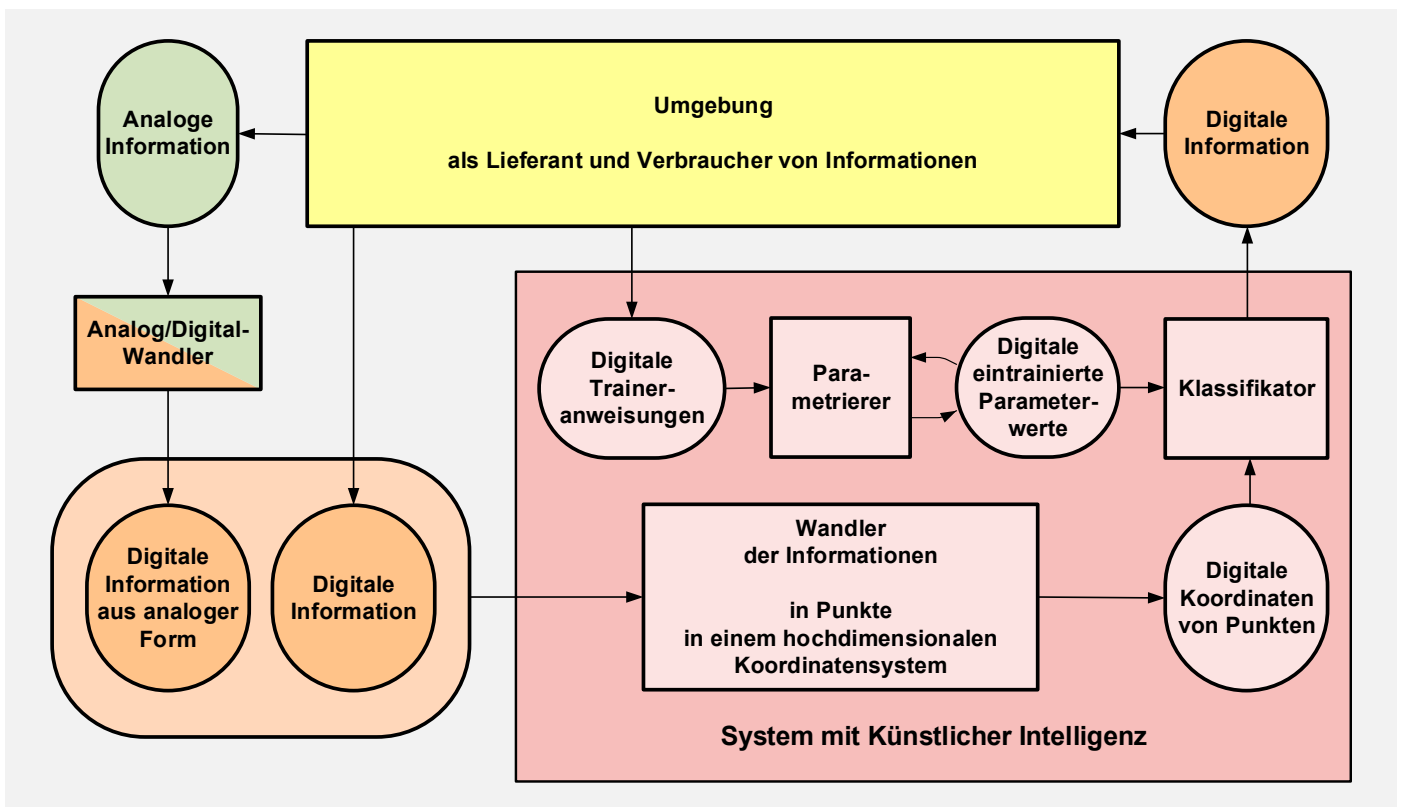 Analoge
Information
Umgebung
als Lieferant und Verbraucher von Informationen
Digitale
Information
Analog/Digital-
Wandler
Digitale
Trainer-
anweisungen
Para-
metrierer
Digitale
eintrainierte
Parameter-
werte
Klassifikator
Digitale
Information
aus analoger
Form
Digitale
Information
Wandler
der Informationen
in Punkte
in einem hochdimensionalen
Koordinatensystem
Digitale
Koordinaten
von Punkten
System mit Künstlicher Intelligenz